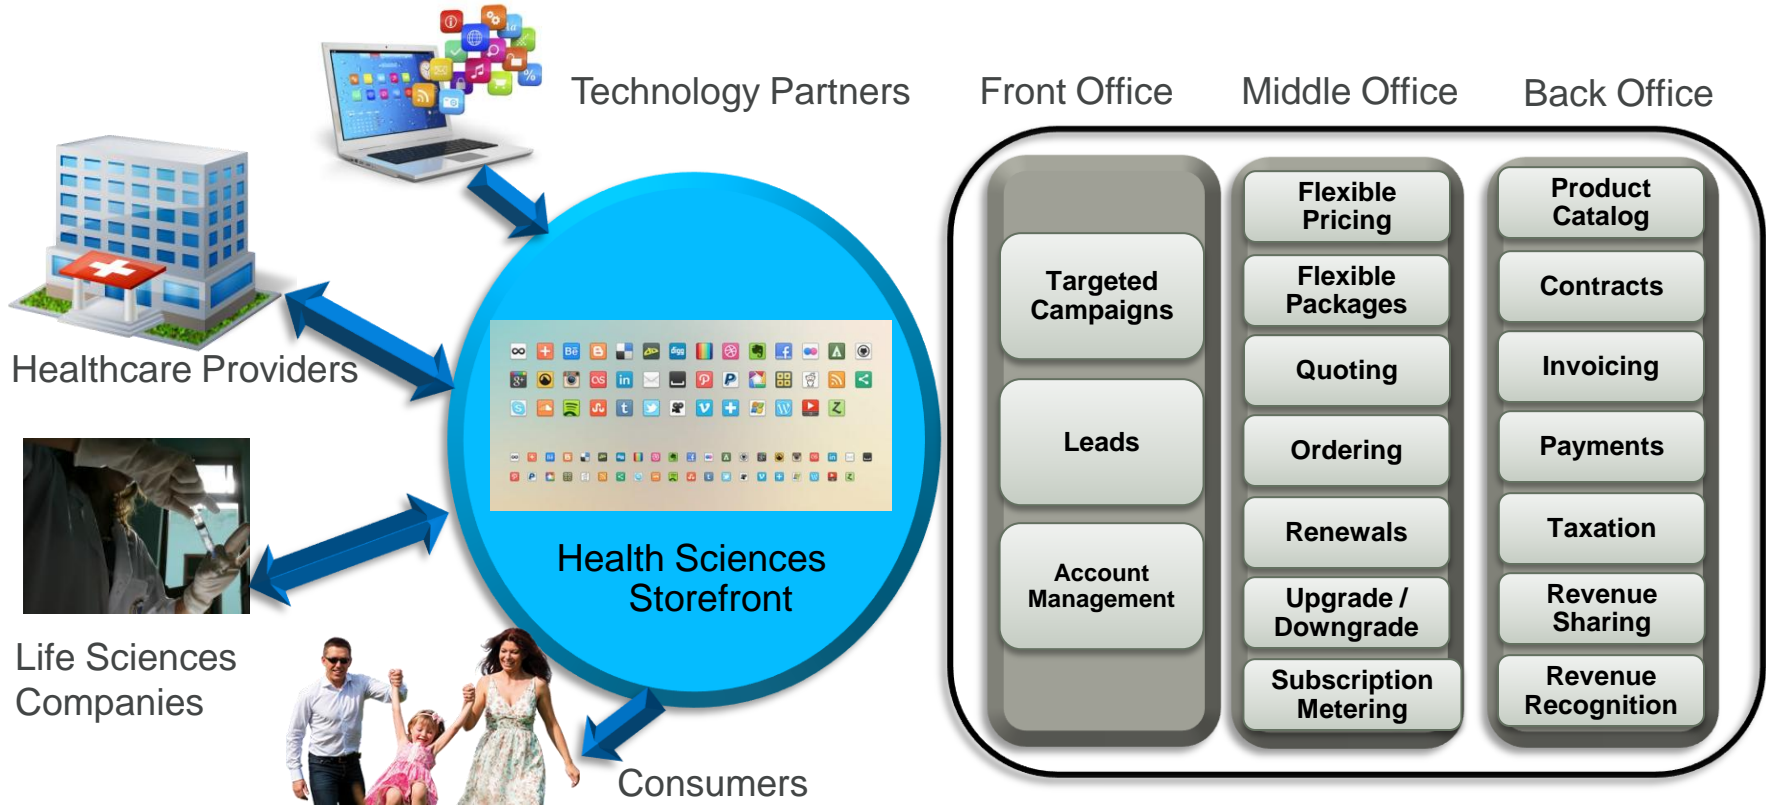 Technology Partners
Healthcare Providers
Life Sciences
Companies
Consumers
Health Sciences
Storefront
Front Office
Targeted
Campaigns
Leads
Account
Management
Middle Office
Flexible
Pricing
Flexible
Packages
Quoting
Ordering
Renewals
Upgrade /
Downgrade
Subscription
Metering
Back Office
Product
Catalog
Contracts
Invoicing
Payments
Taxation
Revenue
Sharing
Revenue
Recognition